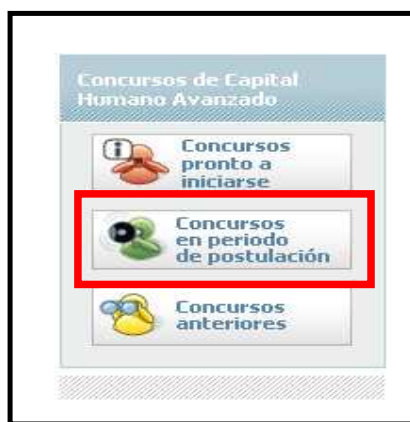 Concursos de Capital
Humano Avanzado
Concursos
pronto a
iniciarse
Concursos
en periodo
de postulación
Concursos
anteriores